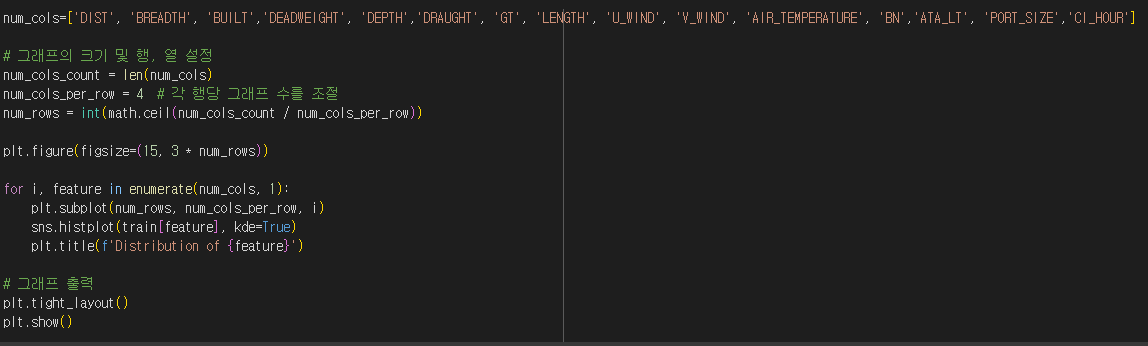 num_cols=['DIST', 'BREADTH', 'BUILT','DEADWEIGHT', 'DEPTH','DRAUGHT', 'GT', 'LENGTH', 'U_WIND', 'V_WIND', 'AIR_TEMPERATURE', 'BN','ATA_LT', 'PORT_SIZE','CI_HOUR']
# 그래프의 크기 및 행, 열 설정
num_cols_count = len(num_cols)
num_cols_per_row = 4  # 각 행당 그래프 수를 조절
num_rows = int(math.ceil(num_cols_count / num_cols_per_row))
plt.figure(figsize=(15, 3 * num_rows))
for i, feature in enumerate(num_cols, 1):
    plt.subplot(num_rows, num_cols_per_row, i)
    sns.histplot(train[feature], kde=True)
    plt.title(f'Distribution of {feature}')
# 그래프 출력
plt.tight_layout()
plt.show()